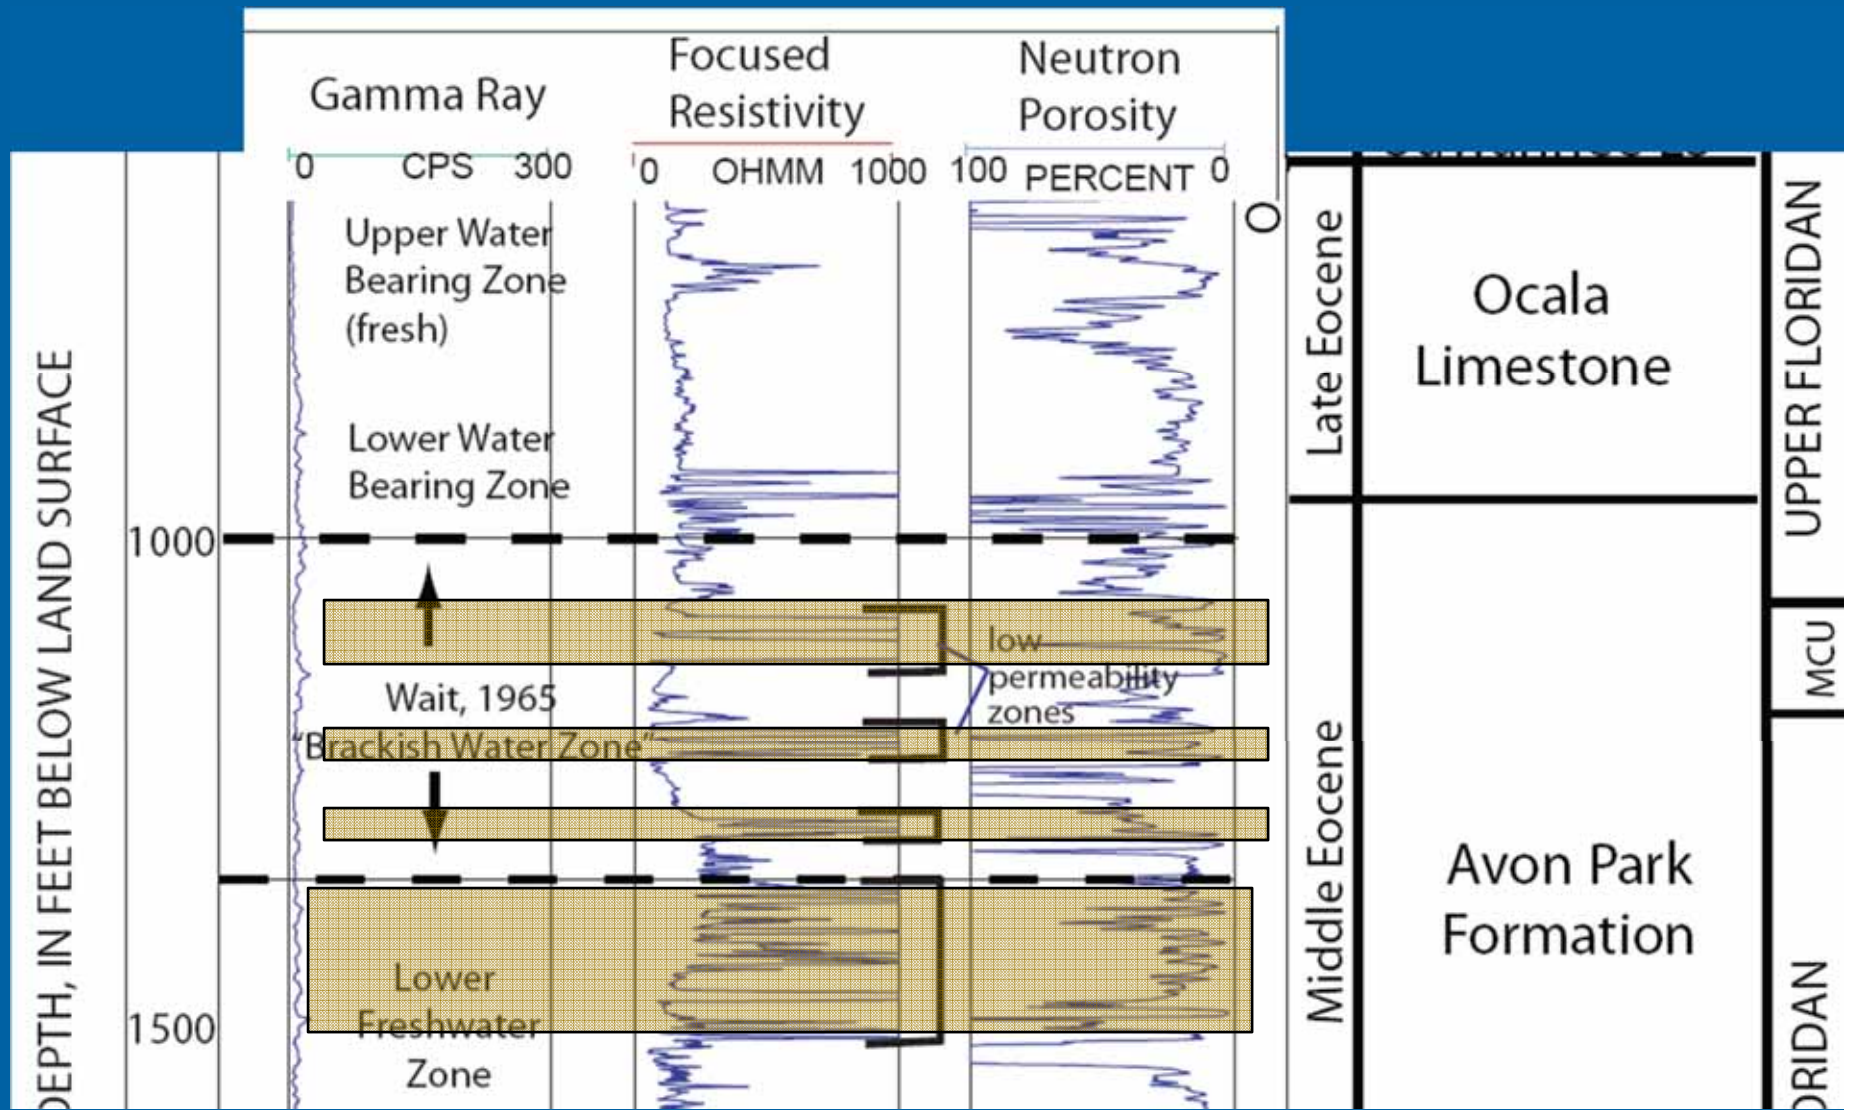 Gamma Ray
Focused
Resistivity
Neutron
Porosity
0 CPS 300
0 OHMM 1000
100 PERCENT 0
O
DEPTH, IN FEET BELOW LAND SURFACE
Upper Water
Bearing Zone
(fresh)
Lower Water
Bearing Zone
1000
Wait, 1965
"Brackish Water Zone"
low
permeability
zones
Lower
Freshwater
Zone
1500
Late Eocene
Middle Eocene
Ocala
Limestone
Avon Park
Formation
UPPER FLORIDAN
MCU
ORIDAN